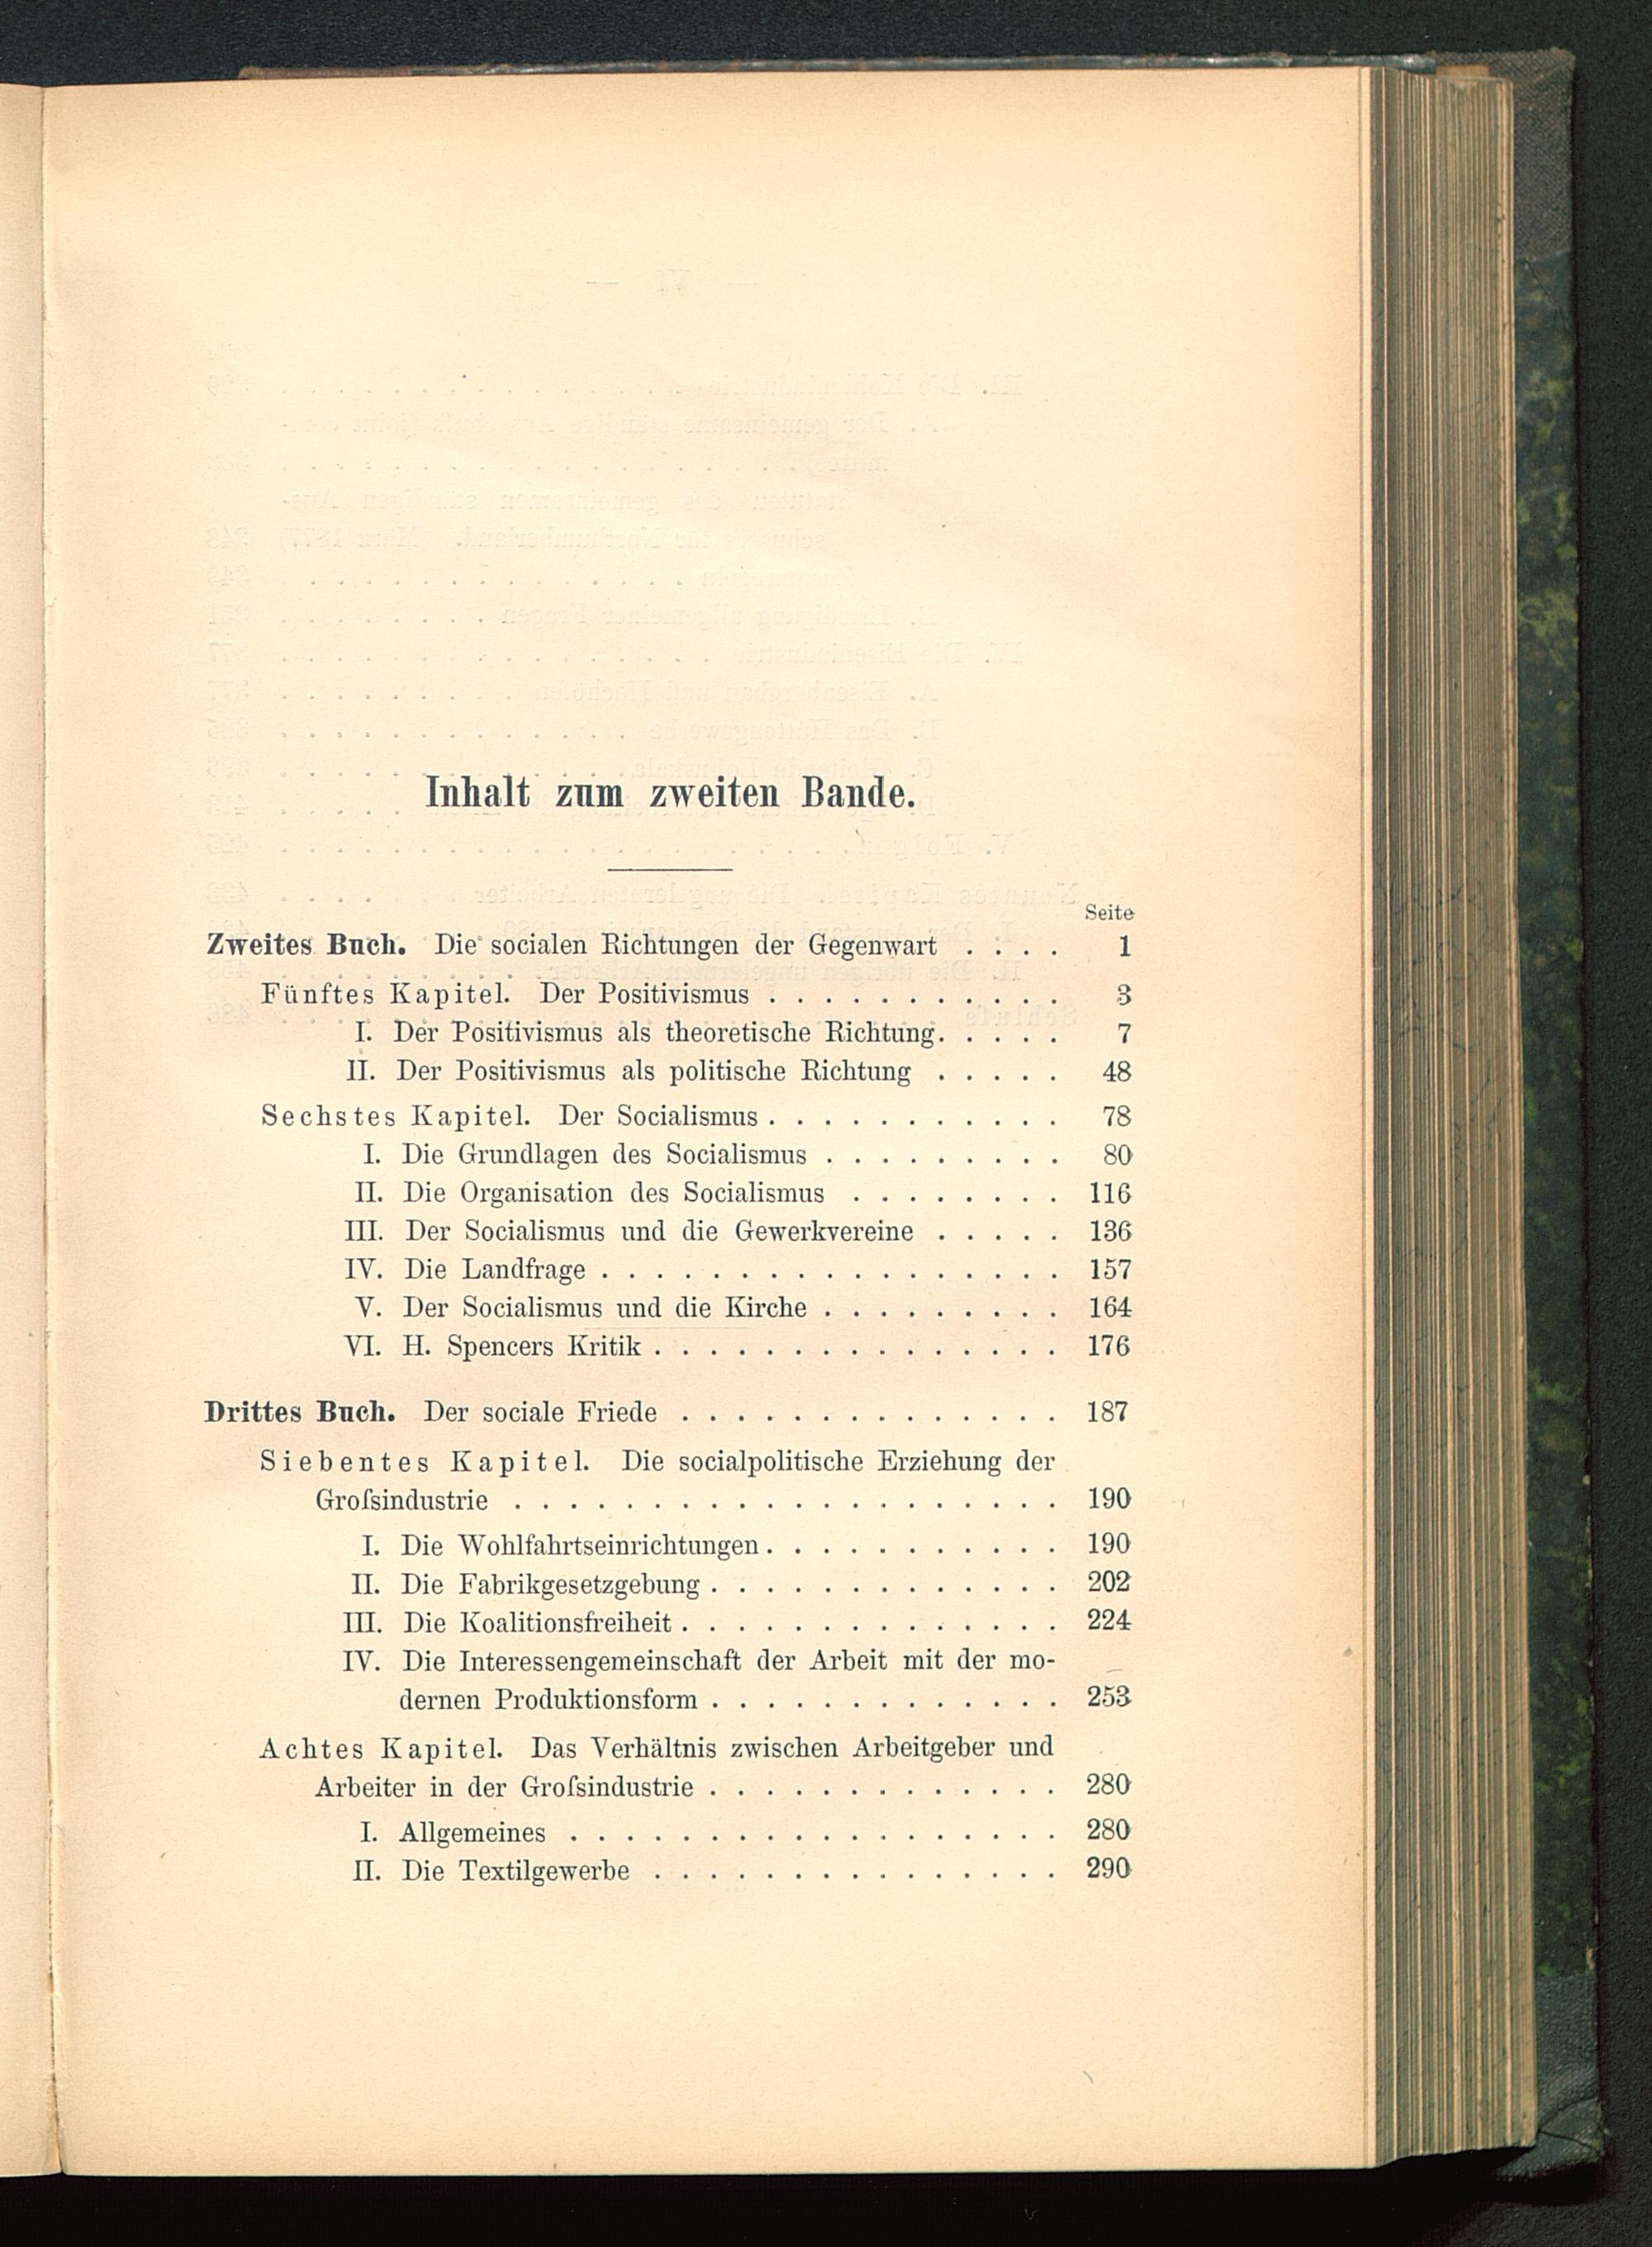 Inhalt zum zweiten Bande.
Seite
Zweites Buch. Die socialen Richtungen der Gegenwart . . . . 1
Fünftes Kapitel. Der Positivismus . . . . . . . . . . . 3
I. Der Positivismus als theoretische Richtung. . . . . 7
II. Der Positivismus als politische Richtung . . . . . 48
Sechstes Kapitel. Der Socialismus . . . . . . . . . . . 78
I. Die Grundlagen des Socialismus . . . . . . . . . 80
II. Die Organisation des Socialismus . . . . . . . . 116
III. Der Socialismus und die Gewerkvereine . . . . . 136
IV. Die Landfrage . . . . . . . . . . . . . . . . . 157
V. Der Socialismus und die Kirche . . . . . . . . . 164
VI. H. Spencers Kritik . . . . . . . . . . . . . . . 176
Drittes Buch. Der sociale Friede . . . . . . . . . . . . . . 187
Siebentes Kapitel. Die socialpolitische Erziehung der
Groſsindustrie . . . . . . . . . . . . . . . . . . . . 190
I. Die Wohlfahrtseinrichtungen . . . . . . . . . . . 190
II. Die Fabrikgesetzgebung . . . . . . . . . . . . . 202
III. Die Koalitionsfreiheit . . . . . . . . . . . . . . 224
IV. Die Interessengemeinschaft der Arbeit mit der mo-
dernen Produktionsform . . . . . . . . . . . . . 253
Achtes Kapitel. Das Verhältnis zwischen Arbeitgeber und
Arbeiter in der Groſsindustrie . . . . . . . . . . . . . 280
I. Allgemeines . . . . . . . . . . . . . . . . . . 280
II. Die Textilgewerbe . . . . . . . . . . . . . . . 290